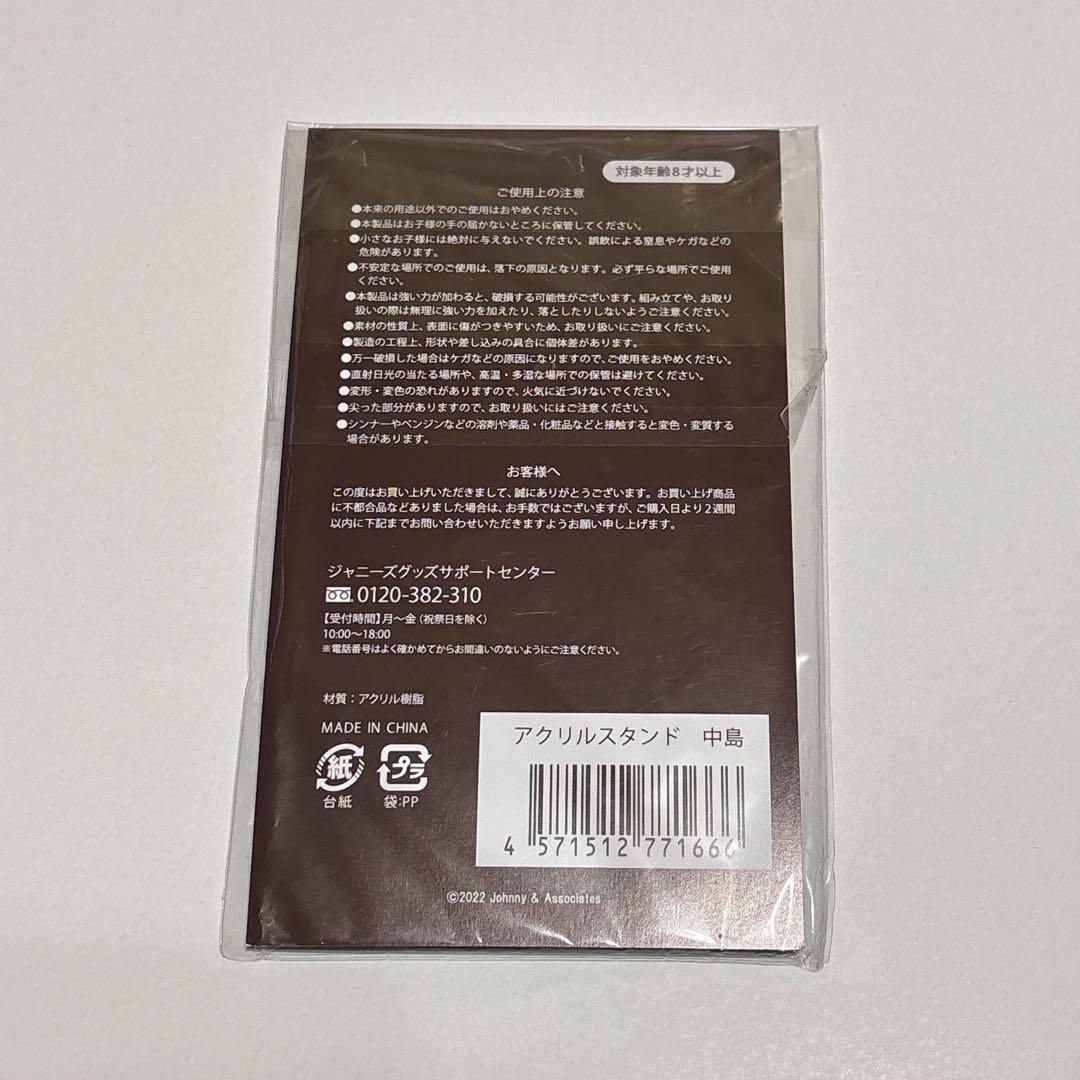 対象年齢8才以上
ご使用上の注意
●本来の用途以外でのご使用はおやめください。
●本製品はお子様の手の届かないところに保管してください。
●小さなお子様には絶対に与えないでください。誤飲による窒息やケガなどの
危険があります。
●不安定な場所でのご使用は、落下の原因となります。必ず平らな場所でご使用
ください。
●本製品は強い力が加わると、破損する可能性がございます。組み立てや、お取り
扱いの際は無理に強い力を加えたり、落としたりしないようご注意ください。
●素材の性質上、表面に傷がつきやすいため、お取り扱いにご注意ください。
●製造の工程上、形状や差し込みの具合に個体差があります。
●万一破損した場合はケガなどの原因になりますので、ご使用をおやめください。
●直射日光の当たる場所や、高温・多湿な場所での保管は避けてください。
●変形・変色の恐れがありますので、火気に近づけないでください。
●尖った部分がありますので、お取り扱いにはご注意ください。
●シンナーやベンジンなどの溶剤や薬品・化粧品などと接触すると変色・変質する
場合があります。
お客様へ
この度はお買い上げいただきまして、誠にありがとうございます。お買い上げ商品
に不都合品などありました場合は、お手数ではございますが、ご購入日より2週間
以内に下記までお問い合わせいただきますようお願い申し上げます。
ジャニーズグッズサポートセンター
0120-382-310
【受付時間】月〜金（祝祭日を除く）
10:00〜18:00
※電話番号はよく確かめてからお間違いのないようにご注意ください。
材質：アクリル樹脂
MADE IN CHINA
紙 プラ
台紙 袋:PP
アクリルスタンド 中島
4 571512 771666
©2022 Johnny & Associates